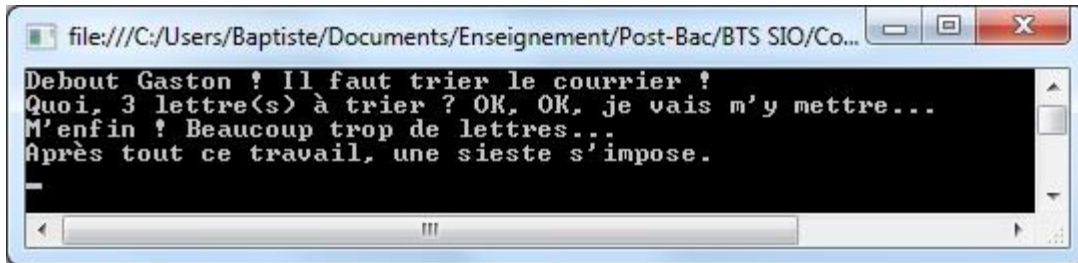 file:///C:/Users/Baptiste/Documents/Enseignement/Post-Bac/BTS SIO/Co...
Debout Gaston ! Il faut trier le courrier !
Quoi, 3 lettre(s) à trier ? OK, OK, je vais m'y mettre...
M'enfin ! Beaucoup trop de lettres...
Après tout ce travail, une sieste s'impose.